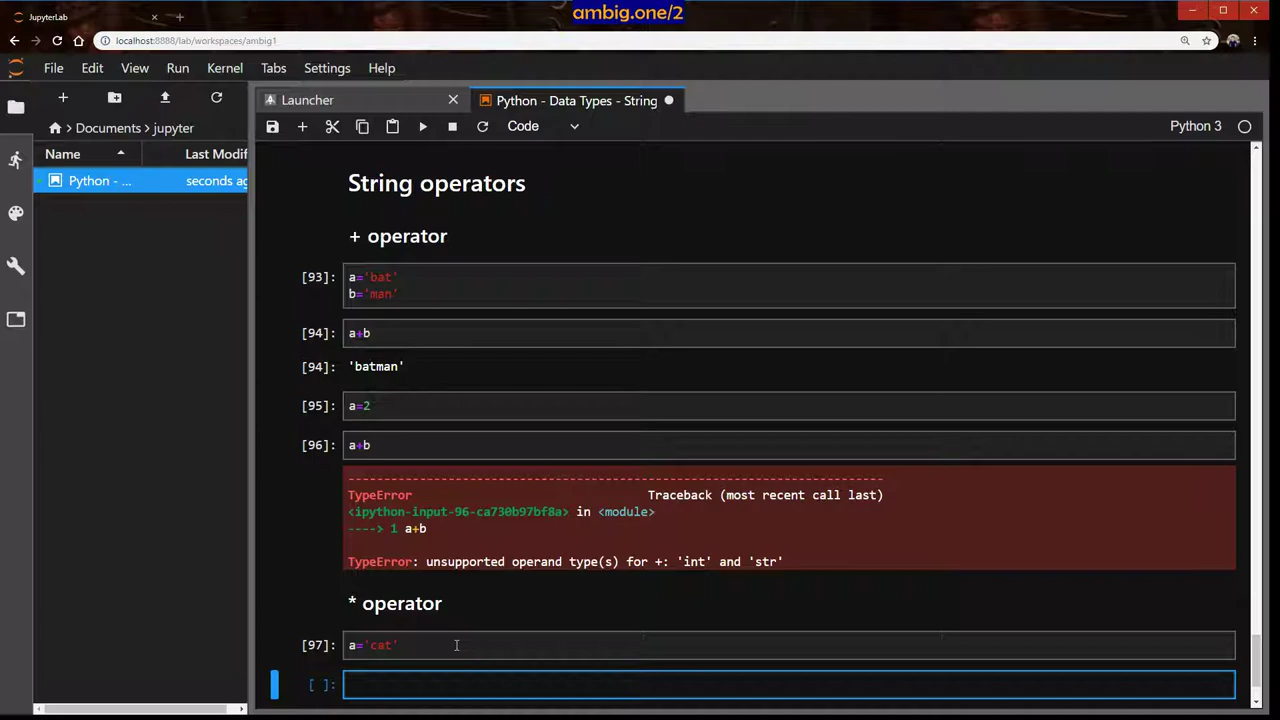 ambig.one/2
JupyterLab
localhost:8888/lab/workspaces/ambig1
File Edit View Run Kernel Tabs Settings Help
Launcher
Python - Data Types - String
Documents > jupyter
Code
Python 3
Name Last Modif
Python - ... seconds ag
String operators
+ operator
[93]: a='bat'
b='man'
[94]: a+b
[94]: 'batman'
[95]: a=2
[96]: a+b
---------------------------------------------------------------------------
TypeError Traceback (most recent call last)
<ipython-input-96-ca730b97bf8a> in <module>
----> 1 a+b
TypeError: unsupported operand type(s) for +: 'int' and 'str'
* operator
[97]: a='cat'
[ ]: